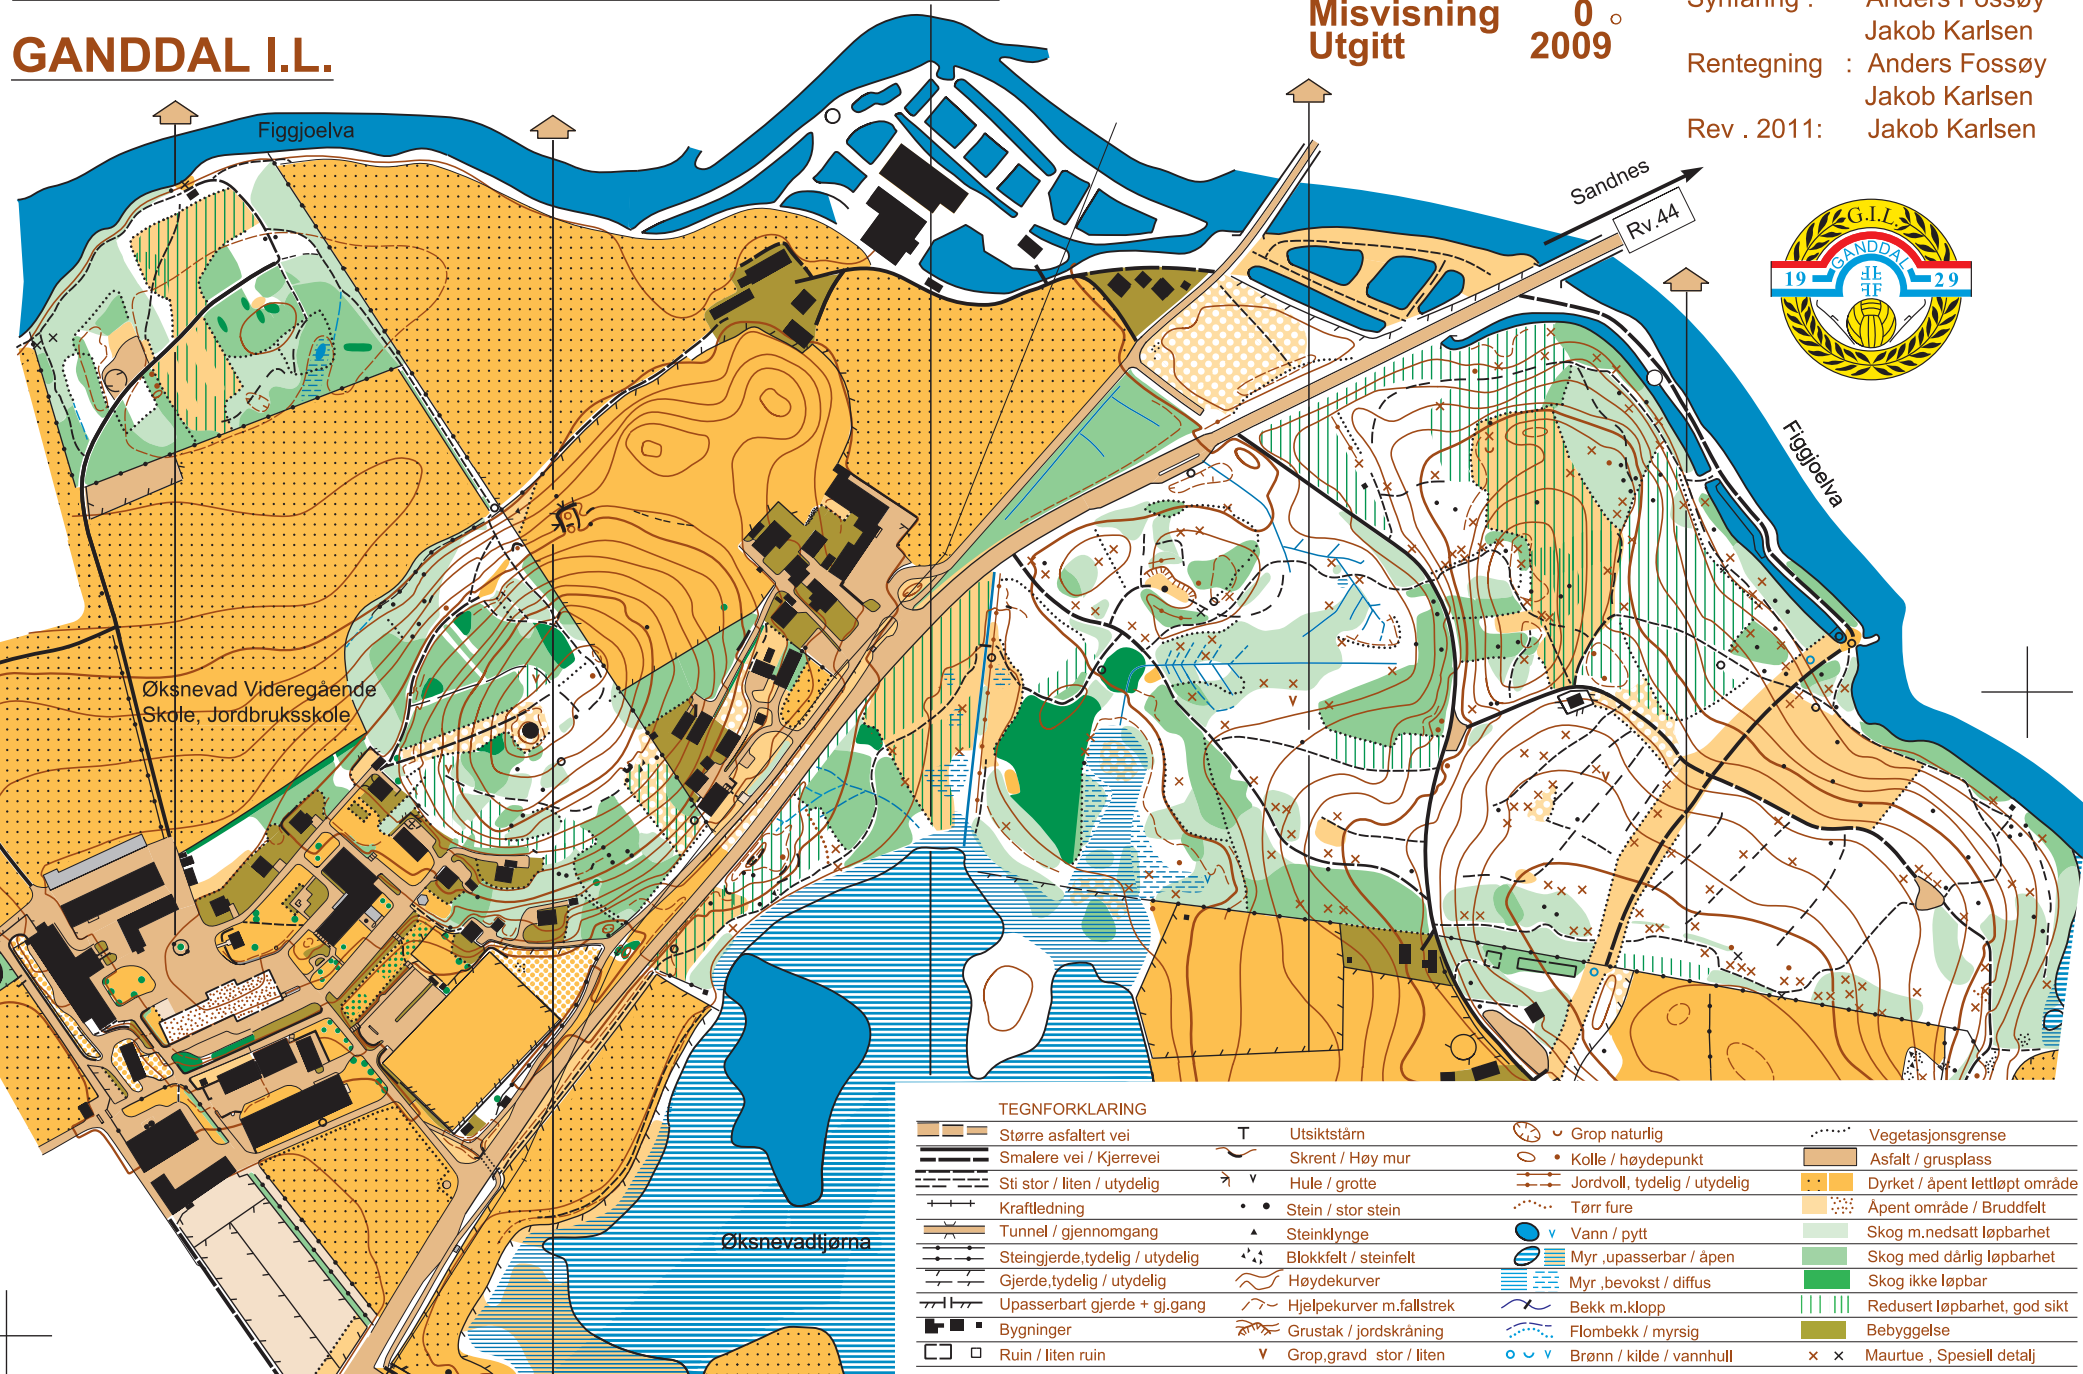 GANDDAL I.L.
Misvisning 0 °
Utgitt 2009
Synfaring : Anders Fossøy
Jakob Karlsen
Rentegning : Anders Fossøy
Jakob Karlsen
Rev . 2011: Jakob Karlsen
Figgjoelva
Sandnes
Rv.44
G.I.L.
GANDDAL
19 29
Figgjoelva
Øksnevad Videregående
Skole, Jordbruksskole
Øksnevadtjørna
TEGNFORKLARING
Større asfaltert vei
Smalere vei / Kjerrevei
Sti stor / liten / utydelig
Kraftledning
Tunnel / gjennomgang
Steingjerde,tydelig / utydelig
Gjerde,tydelig / utydelig
Upasserbart gjerde + gj.gang
Bygninger
Ruin / liten ruin
Utsiktstårn
Skrent / Høy mur
Hule / grotte
Stein / stor stein
Steinklynge
Blokkfelt / steinfelt
Høydekurver
Hjelpekurver m.fallstrek
Grustak / jordskråning
Grop,gravd stor / liten
Grop naturlig
Kolle / høydepunkt
Jordvoll, tydelig / utydelig
Tørr fure
Vann / pytt
Myr ,upasserbar / åpen
Myr ,bevokst / diffus
Bekk m.klopp
Flombekk / myrsig
Brønn / kilde / vannhull
Vegetasjonsgrense
Asfalt / grusplass
Dyrket / åpent lettløpt område
Åpent område / Bruddfelt
Skog m.nedsatt løpbarhet
Skog med dårlig løpbarhet
Skog ikke løpbar
Redusert løpbarhet, god sikt
Bebyggelse
Maurtue , Spesiell detalj